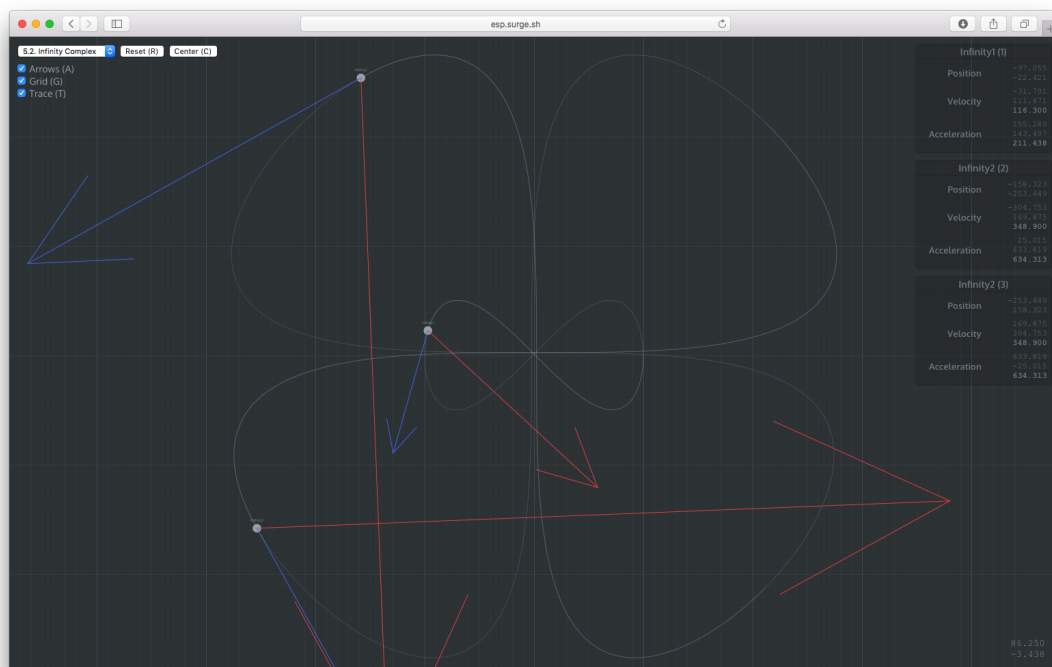 esp.surge.sh
5.2. Infinity Complex
Reset (R)
Center (C)
Arrows (A)
Grid (G)
Trace (T)
Infinity1 (1)
Position
-97.055
-22.421
Velocity
-31.791
111.871
116.300
Acceleration
155.289
143.497
211.438
Infinity2 (2)
Position
-158.323
-253.449
Velocity
-304.753
169.875
348.900
Acceleration
25.015
633.819
634.313
Infinity2 (3)
Position
-253.449
158.323
Velocity
169.875
304.753
348.900
Acceleration
633.819
-25.015
634.313
86.250
-3.438